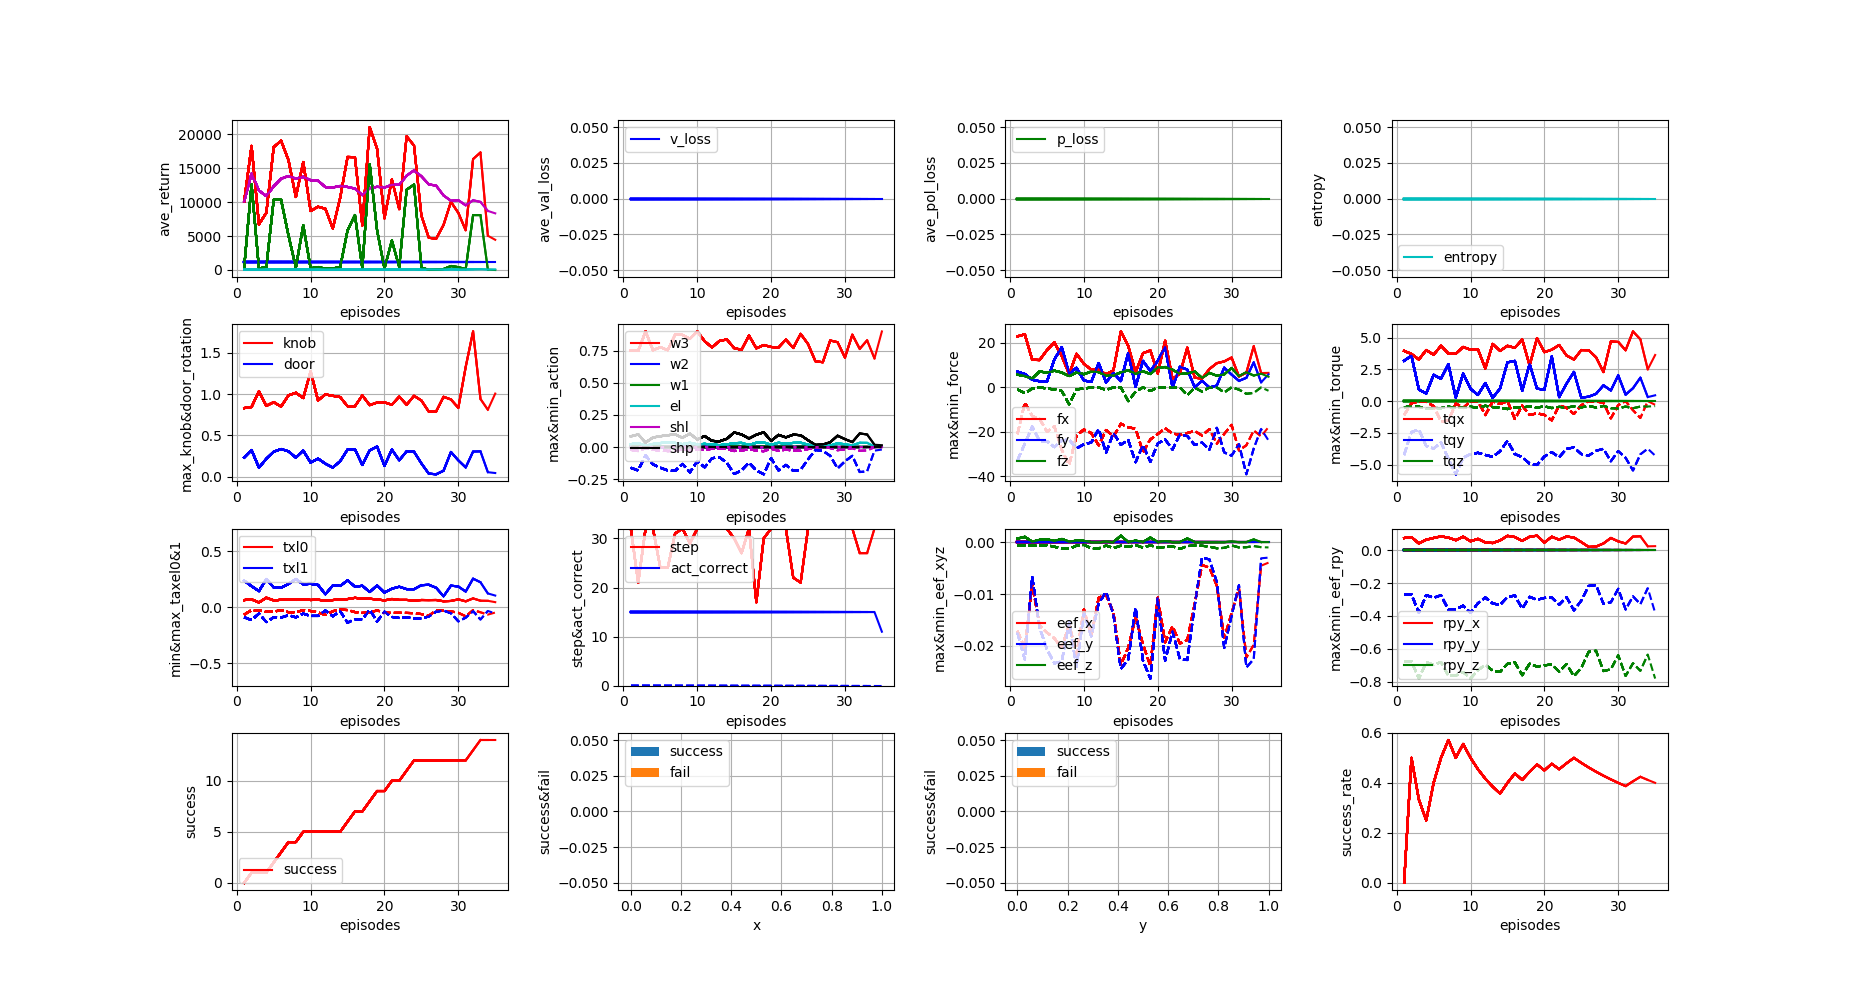 ave_return
20000
15000
10000
5000
0
0 10 20 30
episodes
ave_val_loss
0.050
0.025
0.000
−0.025
−0.050
v_loss
0 10 20 30
episodes
ave_pol_loss
0.050
0.025
0.000
−0.025
−0.050
p_loss
0 10 20 30
episodes
entropy
0.050
0.025
0.000
−0.025
−0.050
entropy
0 10 20 30
episodes
max_knob&door_rotation
1.5
1.0
0.5
0.0
knob
door
0 10 20 30
episodes
max&min_action
0.75
0.50
0.25
0.00
−0.25
w3
w2
w1
el
shl
shp
0 10 20 30
episodes
max&min_force
20
0
−20
−40
fx
fy
fz
0 10 20 30
episodes
max&min_torque
5.0
2.5
0.0
−2.5
−5.0
tqx
tqy
tqz
0 10 20 30
episodes
min&max_taxel0&1
0.5
0.0
−0.5
txl0
txl1
0 10 20 30
episodes
step&act_correct
30
20
10
0
step
act_correct
0 10 20 30
episodes
max&min_eef_xyz
0.00
−0.01
−0.02
eef_x
eef_y
eef_z
0 10 20 30
episodes
max&min_eef_rpy
0.0
−0.2
−0.4
−0.6
−0.8
rpy_x
rpy_y
rpy_z
0 10 20 30
episodes
success
10
5
0
success
0 10 20 30
episodes
success&fail
0.050
0.025
0.000
−0.025
−0.050
success
fail
0.0 0.2 0.4 0.6 0.8 1.0
x
success&fail
0.050
0.025
0.000
−0.025
−0.050
success
fail
0.0 0.2 0.4 0.6 0.8 1.0
y
success_rate
0.6
0.4
0.2
0.0
0 10 20 30
episodes